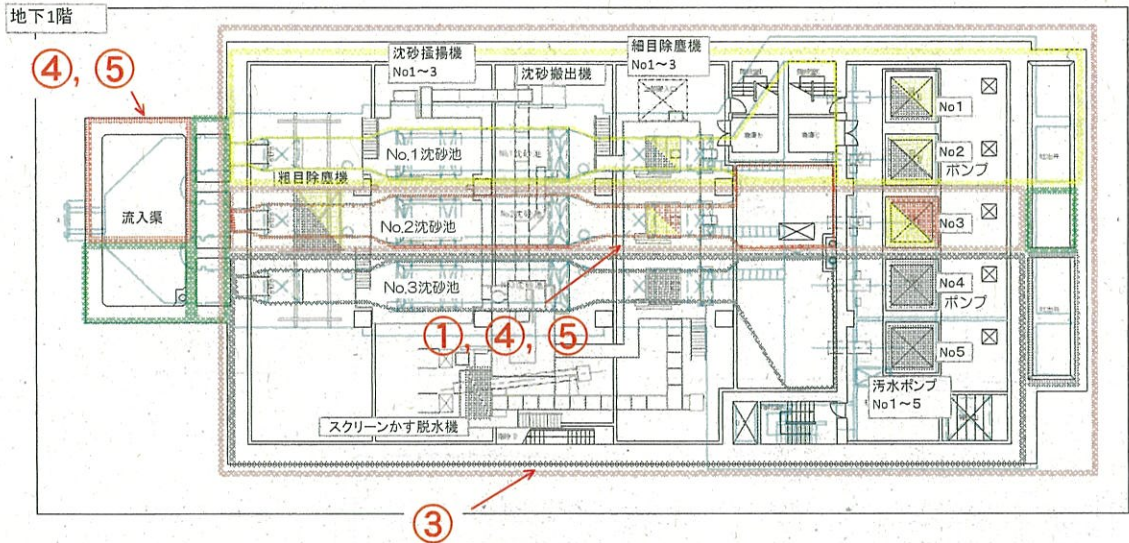 地下1階
④, ⑤
沈砂掻揚機
No1~3
沈砂搬出機
細目除塵機
No1~3
No1
No2
ポンプ
No.1沈砂池
粗目除塵機
流入渠
No.2沈砂池
No3
No.3沈砂池
No4
ポンプ
①, ④, ⑤
No5
汚水ポンプ
No1~5
スクリーンかす脱水機
③